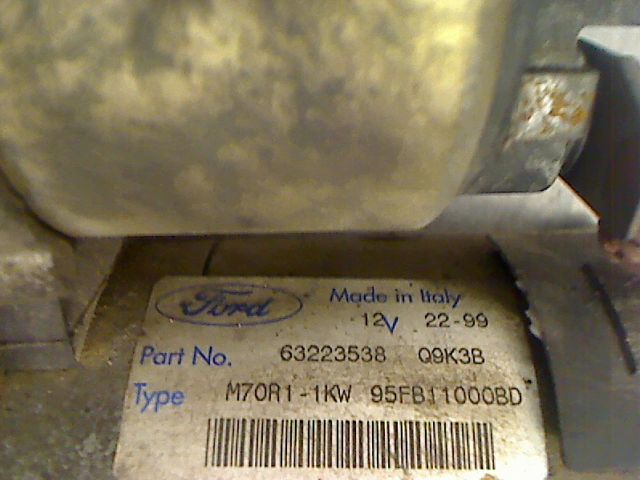 Ford Made in Italy
12V 22-99
Part No. 63223538 Q9K3B
Type M70R1-1KW 95FB11000BD